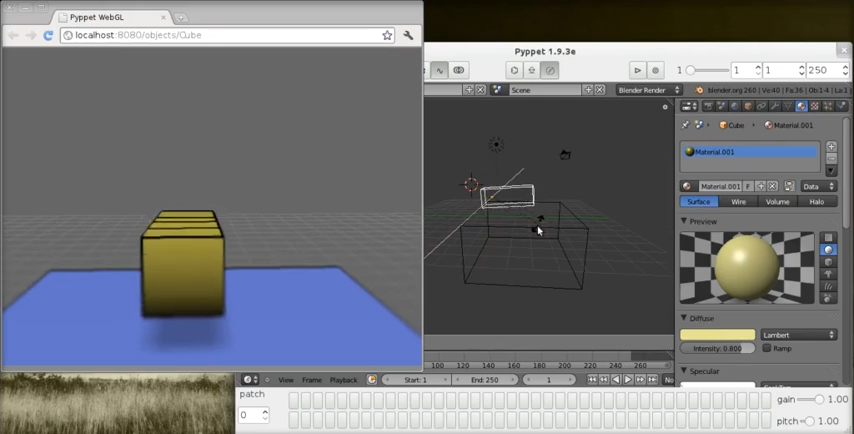 Pyppet WebGL
localhost:8080/objects/Cube
Pyppet 1.9.3e
1
1
1
250
Scene
Blender Render
blender.org 260 | Ve:40 | Fa:36 | Ob:1-4 | La:1
Cube
Material.001
Material.001
Material.001
F
Data
Surface
Wire
Volume
Halo
Preview
Diffuse
Lambert
Intensity: 0.800
Ramp
Specular
100
120
140
160
180
200
220
240
260
View
Frame
Playback
Start: 1
End: 250
1
No
patch
0
gain
1.00
pitch
1.00